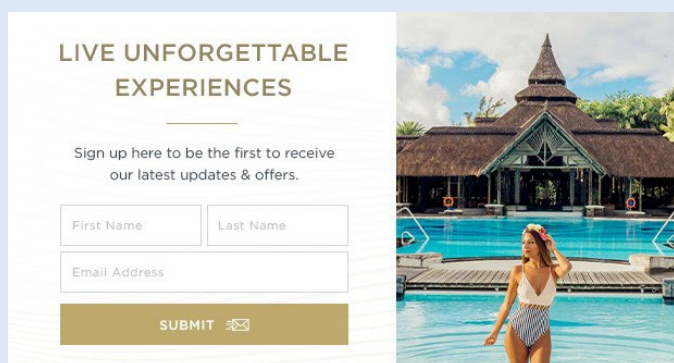 LIVE UNFORGETTABLE
EXPERIENCES
Sign up here to be the first to receive
our latest updates & offers.
First Name Last Name
Email Address
SUBMIT